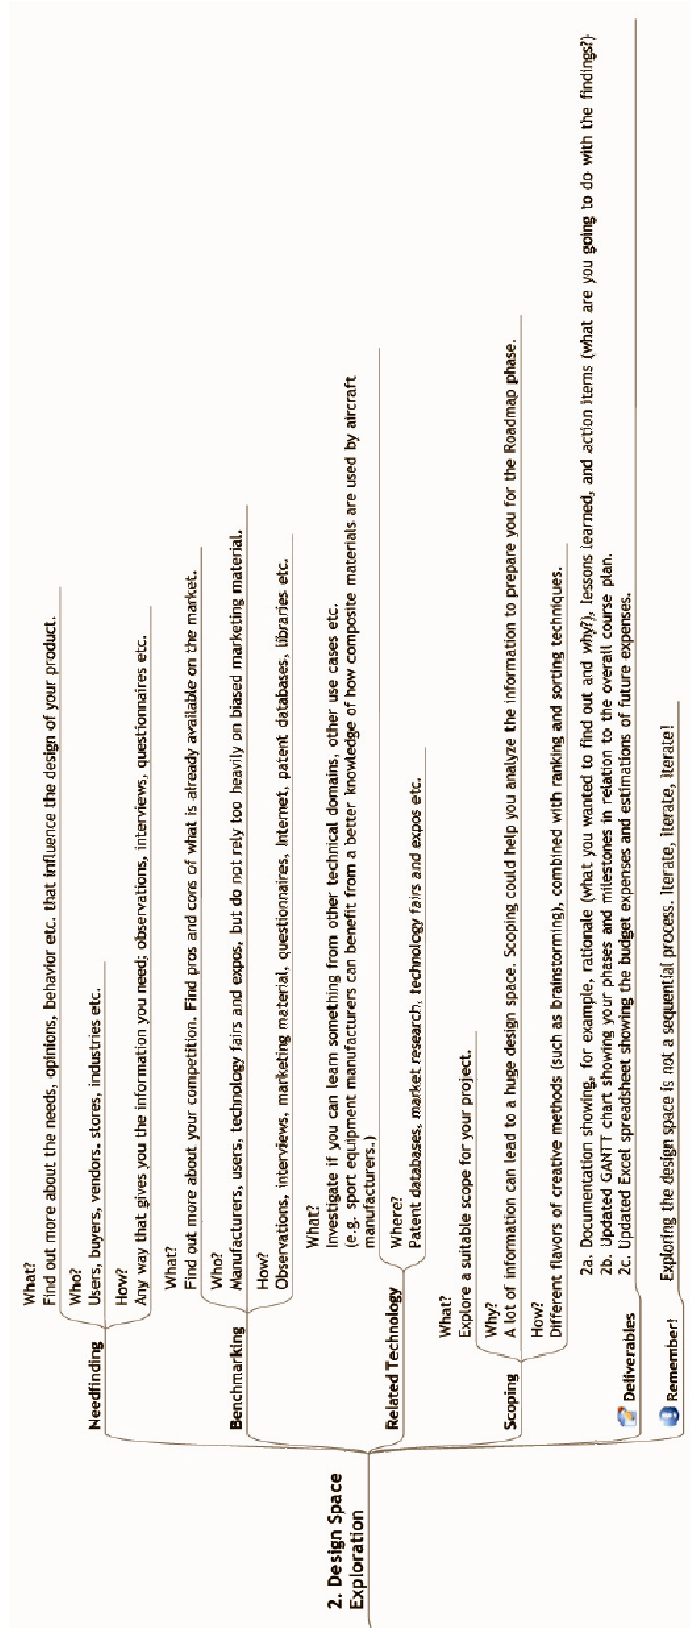 2. Design Space
Exploration
Needfinding
What?
Find out more about the needs, opinions, behavior etc. that influence the design of your product.
Who?
Users, buyers, vendors, stores, industries etc.
How?
Any way that gives you the information you need; observations, interviews, questionnaires etc.
Benchmarking
What?
Find out more about your competition. Find pros and cons of what is already available on the market.
Who?
Manufacturers, users, technology fairs and expos, but do not rely too heavily on biased marketing material.
How?
Observations, interviews, marketing material, questionnaires, Internet, patent databases, libraries etc.
Related Technology
What?
Investigate if you can learn something from other technical domains, other use cases etc.
(e.g. sport equipment manufacturers can benefit from a better knowledge of how composite materials are used by aircraft
manufacturers.)
Where?
Patent databases, market research, technology fairs and expos etc.
Scoping
What?
Explore a suitable scope for your project.
Why?
A lot of information can lead to a huge design space. Scoping could help you analyze the information to prepare you for the Roadmap phase.
How?
Different flavors of creative methods (such as brainstorming), combined with ranking and sorting techniques.
Deliverables
2a. Documentation showing, for example, rationale (what you wanted to find out and why?), lessons learned, and action items (what are you going to do with the findings?)
2b. Updated GANTT chart showing your phases and milestones in relation to the overall course plan.
2c. Updated Excel spreadsheet showing the budget expenses and estimations of future expenses.
Remember!
Exploring the design space is not a sequential process. Iterate, iterate, iterate!